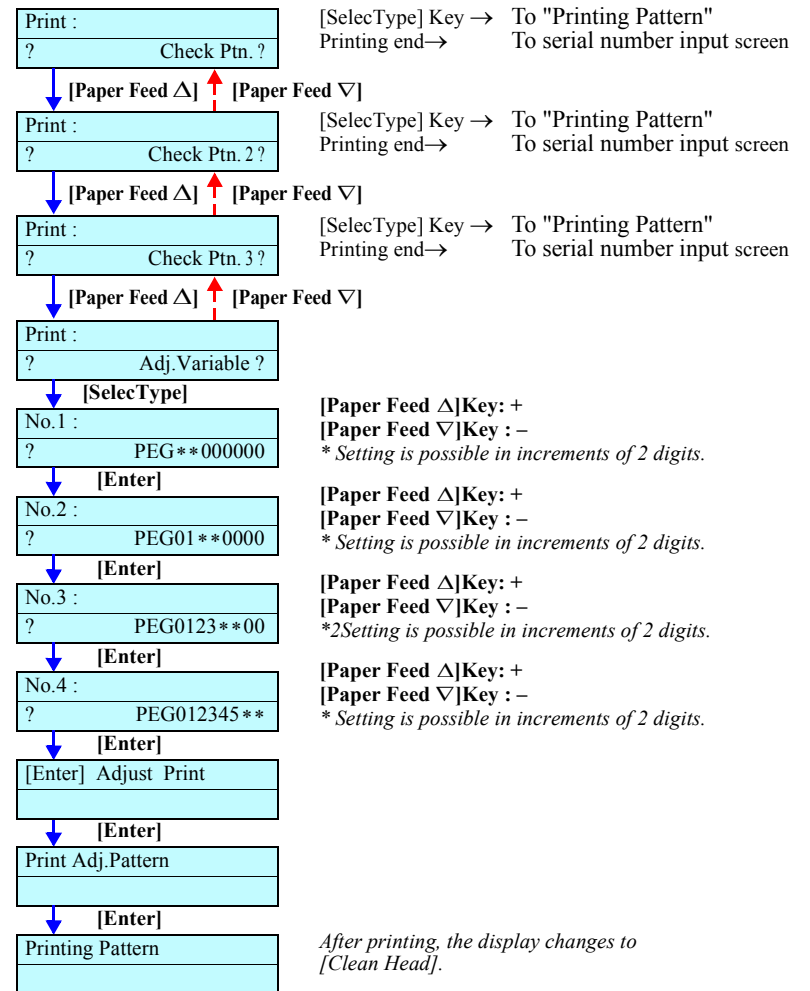 Print :
? Check Ptn. ?
[SelecType] Key → To "Printing Pattern"
Printing end→ To serial number input screen
[Paper Feed Δ] [Paper Feed ∇]
Print :
? Check Ptn. 2?
[SelecType] Key → To "Printing Pattern"
Printing end→ To serial number input screen
[Paper Feed Δ] [Paper Feed ∇]
Print :
? Check Ptn. 3?
[SelecType] Key → To "Printing Pattern"
Printing end→ To serial number input screen
[Paper Feed Δ] [Paper Feed ∇]
Print :
? Adj.Variable ?
[SelecType]
No.1 :
? PEG**000000
[Paper Feed Δ]Key: +
[Paper Feed ∇]Key : –
* Setting is possible in increments of 2 digits.
[Enter]
No.2 :
? PEG01**0000
[Paper Feed Δ]Key: +
[Paper Feed ∇]Key : –
* Setting is possible in increments of 2 digits.
[Enter]
No.3 :
? PEG0123**00
[Paper Feed Δ]Key: +
[Paper Feed ∇]Key : –
*2Setting is possible in increments of 2 digits.
[Enter]
No.4 :
? PEG012345**
[Paper Feed Δ]Key: +
[Paper Feed ∇]Key : –
* Setting is possible in increments of 2 digits.
[Enter]
[Enter] Adjust Print
[Enter]
Print Adj.Pattern
[Enter]
Printing Pattern
After printing, the display changes to
[Clean Head].